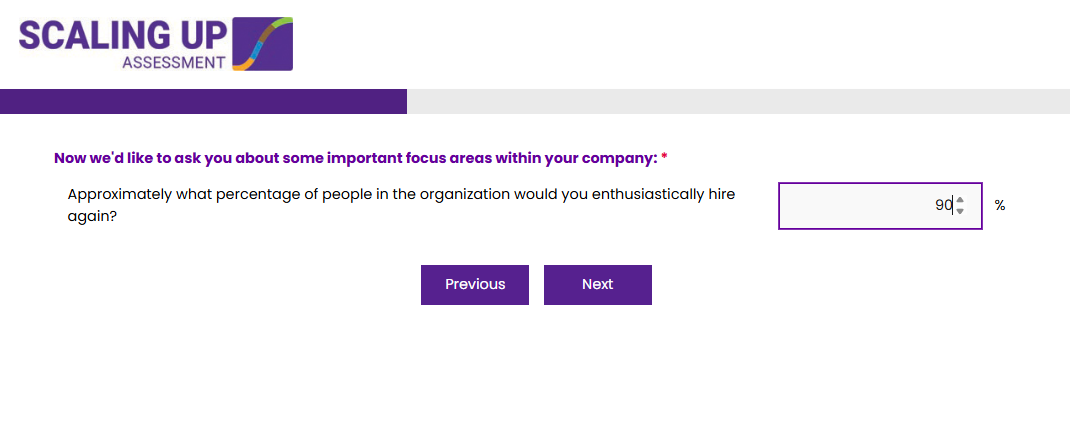 SCALING UP
ASSESSMENT
Now we'd like to ask you about some important focus areas within your company: *
Approximately what percentage of people in the organization would you enthusiastically hire
again?
90
%
Previous
Next